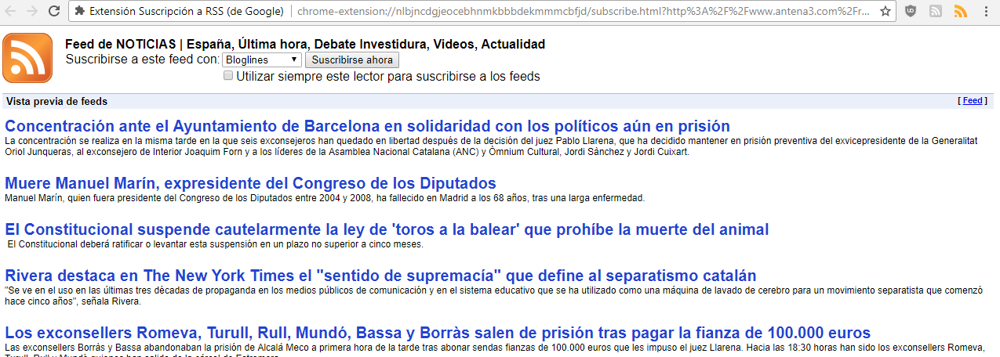 Extensión Suscripción a RSS (de Google) | chrome-extension://nlbjncdgjeocebhnmkbbbdekmmmcbfjd/subscribe.html?http%3A%2F%2Fwww.antena3.com%2Fr...
Feed de NOTICIAS | España, Última hora, Debate Investidura, Videos, Actualidad
Suscribirse a este feed con: Bloglines Suscribirse ahora
Utilizar siempre este lector para suscribirse a los feeds
Vista previa de feeds [ Feed ]
Concentración ante el Ayuntamiento de Barcelona en solidaridad con los políticos aún en prisión
La concentración se realiza en la misma tarde en la que seis exconsejeros han quedado en libertad después de la decisión del juez Pablo Llarena, que ha decidido mantener en prisión preventiva del exvicepresidente de la Generalitat
Oriol Junqueras, al exconsejero de Interior Joaquim Forn y a los líderes de la Asamblea Nacional Catalana (ANC) y Òmnium Cultural, Jordi Sánchez y Jordi Cuixart.
Muere Manuel Marín, expresidente del Congreso de los Diputados
Manuel Marín, quien fuera presidente del Congreso de los Diputados entre 2004 y 2008, ha fallecido en Madrid a los 68 años, tras una larga enfermedad.
El Constitucional suspende cautelarmente la ley de 'toros a la balear' que prohíbe la muerte del animal
El Constitucional deberá ratificar o levantar esta suspensión en un plazo no superior a cinco meses.
Rivera destaca en The New York Times el "sentido de supremacía" que define al separatismo catalán
"Se ve en el uso en las últimas tres décadas de propaganda en los medios públicos de comunicación y en el sistema educativo que se ha utilizado como una máquina de lavado de cerebro para un movimiento separatista que comenzó
hace cinco años", señala Rivera.
Los exconsellers Romeva, Turull, Rull, Mundó, Bassa y Borràs salen de prisión tras pagar la fianza de 100.000 euros
Las exconsellers Borràs y Bassa abandonaban la prisión de Alcalá Meco a primera hora de la tarde tras abonar sendas fianzas de 100.000 euros que les impuso el juez Llarena. Hacia las 18:30 horas han sido los exconsellers Romeva,